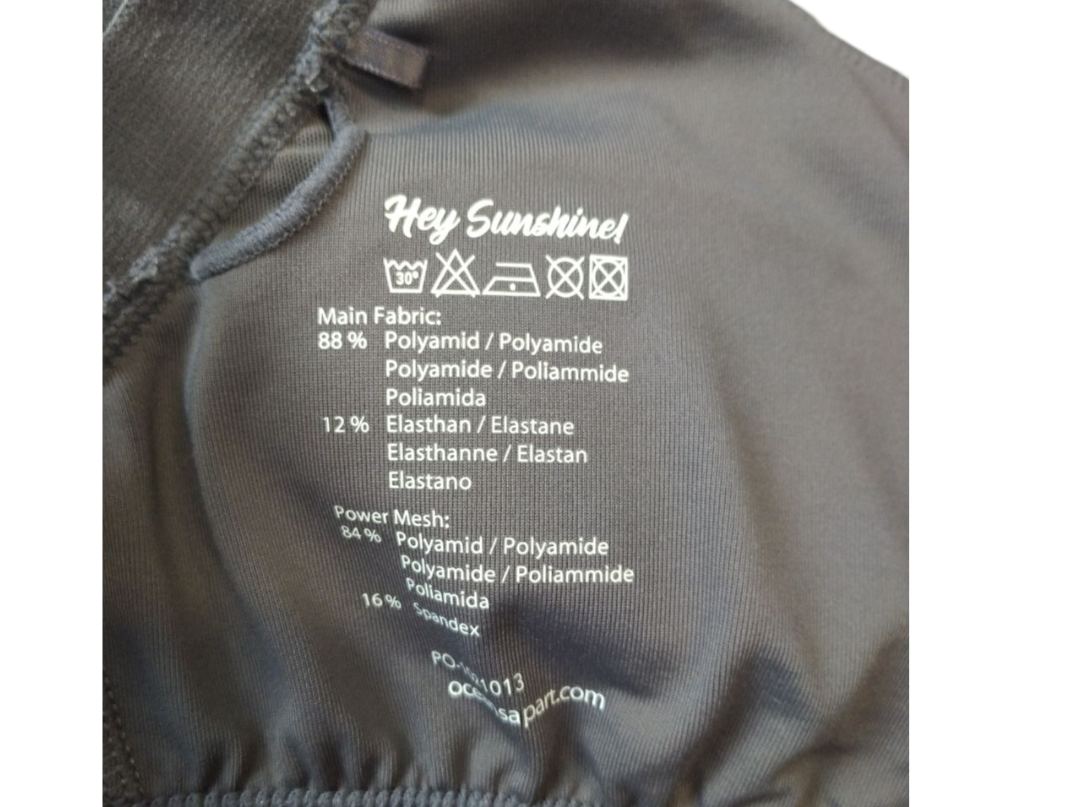 Hey Sunshine!
30°
Main Fabric:
88 % Polyamid / Polyamide
Polyamide / Poliammide
Poliamida
12 % Elasthan / Elastane
Elasthanne / Elastan
Elastano
Power Mesh:
84 % Polyamid / Polyamide
Polyamide / Poliammide
Poliamida
16 % Spandex